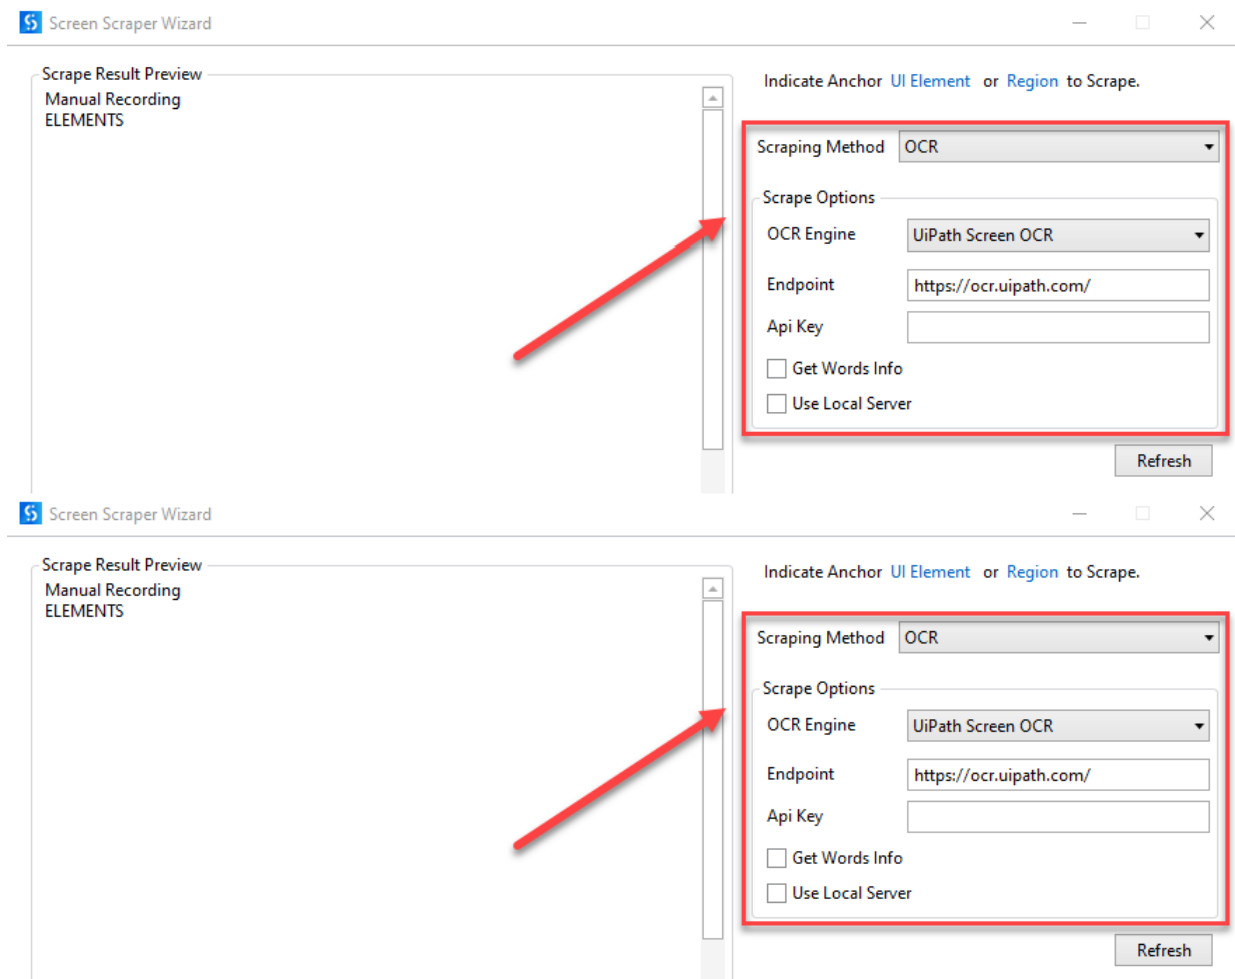 Screen Scraper Wizard
Scrape Result Preview
Manual Recording
ELEMENTS
Indicate Anchor UI Element or Region to Scrape.
Scraping Method OCR
Scrape Options
OCR Engine UiPath Screen OCR
Endpoint https://ocr.uipath.com/
Api Key
Get Words Info
Use Local Server
Refresh
Screen Scraper Wizard
Scrape Result Preview
Manual Recording
ELEMENTS
Indicate Anchor UI Element or Region to Scrape.
Scraping Method OCR
Scrape Options
OCR Engine UiPath Screen OCR
Endpoint https://ocr.uipath.com/
Api Key
Get Words Info
Use Local Server
Refresh